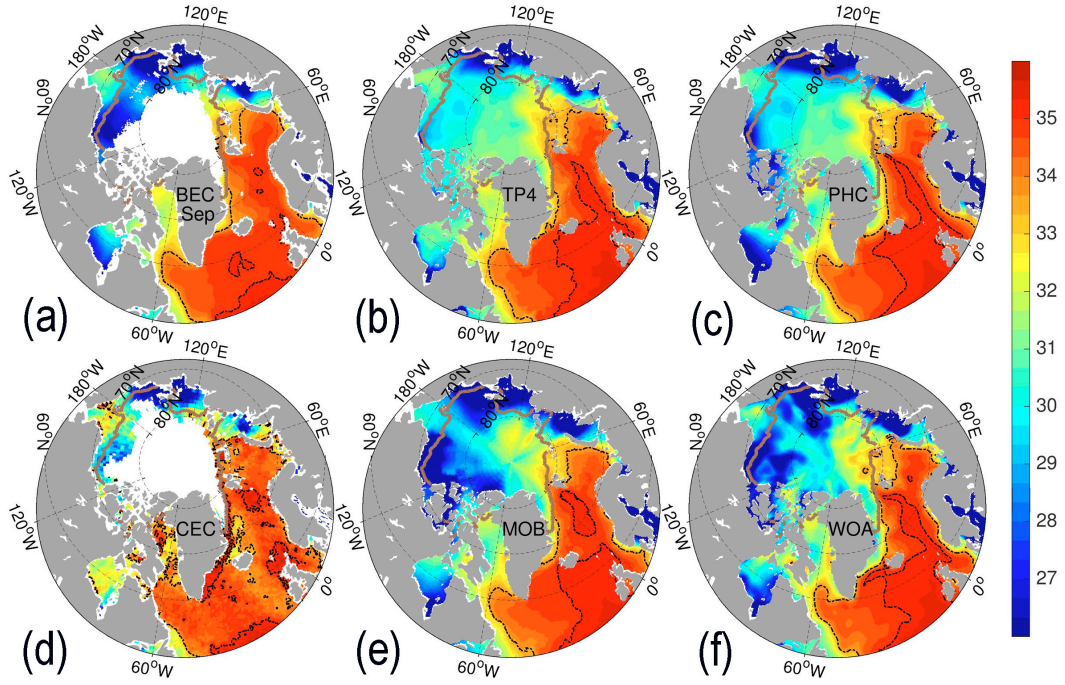 120°E
180°W
70°N
80°N
60°E
60°N
120°W
0°
60°W
BEC
Sep
(a)
120°E
180°W
70°N
80°N
60°E
60°N
120°W
0°
60°W
TP4
(b)
120°E
180°W
70°N
80°N
60°E
60°N
120°W
0°
60°W
PHC
(c)
120°E
180°W
70°N
80°N
60°E
60°N
120°W
0°
60°W
CEC
(d)
120°E
180°W
70°N
80°N
60°E
60°N
120°W
0°
60°W
MOB
(e)
120°E
180°W
70°N
80°N
60°E
60°N
120°W
0°
60°W
WOA
(f)
35
34
33
32
31
30
29
28
27